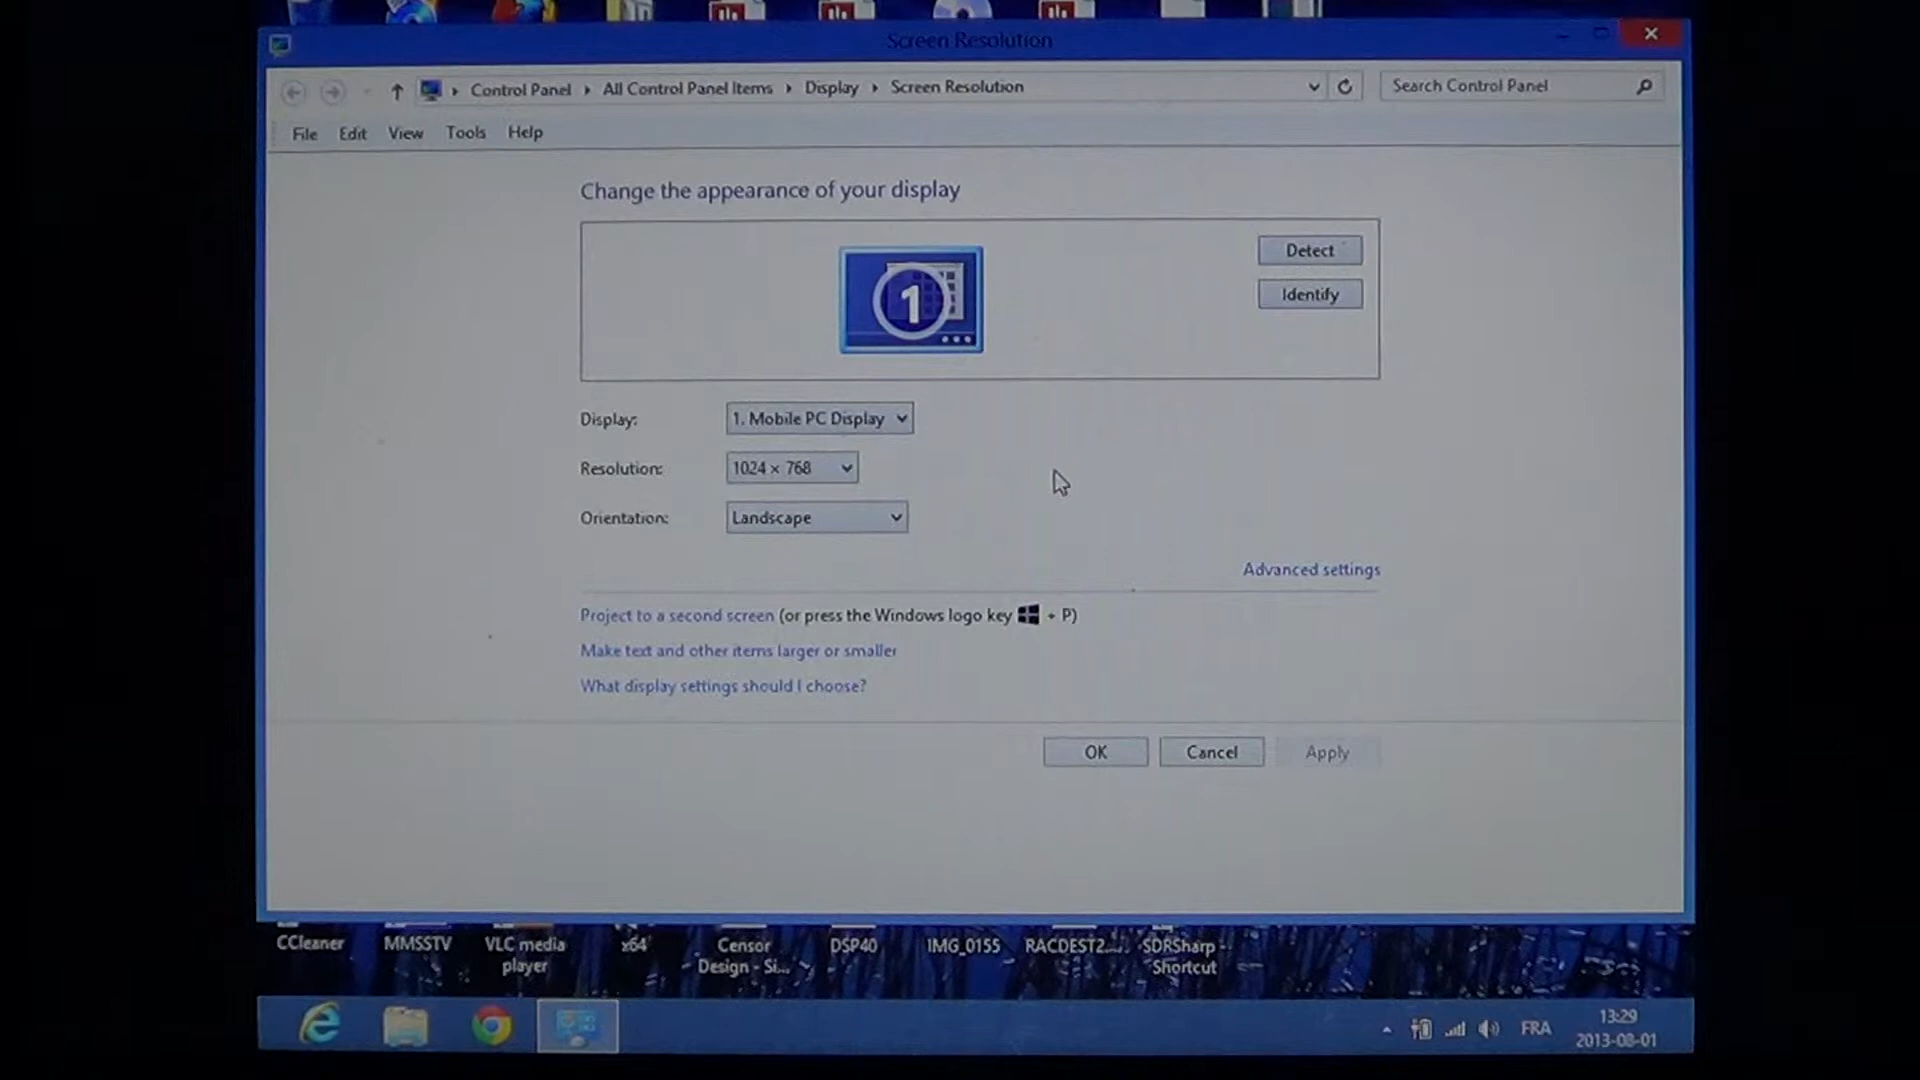 Screen Resolution
Control Panel All Control Panel Items Display Screen Resolution
Search Control Panel
File Edit View Tools Help
Change the appearance of your display
1
Detect
Identify
Display: 1. Mobile PC Display
Resolution: 1024 × 768
Orientation: Landscape
Advanced settings
Project to a second screen (or press the Windows logo key + P)
Make text and other items larger or smaller
What display settings should I choose?
OK Cancel Apply
CCleaner MMSSTV VLC media player x64 Censor Design - Si... DSP40 IMG_0155 RACDEST2.... SDRSharp - Shortcut
FRA
13:29
2013-08-01